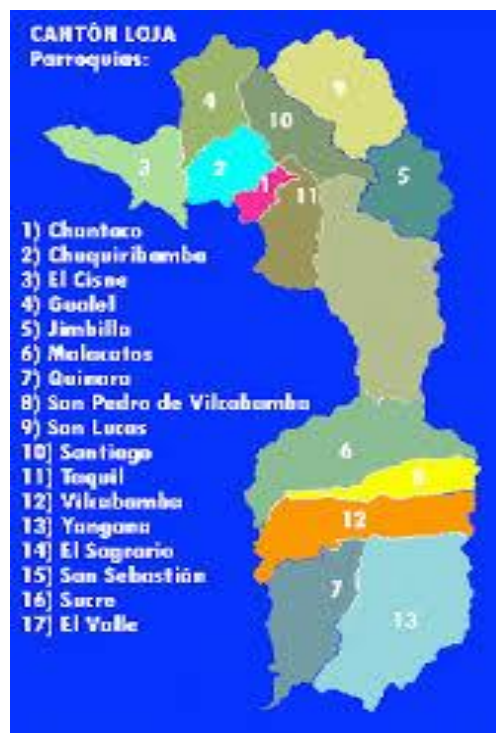 CANTÓN LOJA
Parroquias:
4
9
10
3
2
1
11
5
1) Chantaco
2) Chuquiribamba
3) El Cisne
4) Gualel
5) Jimbilla
6) Malacatos
7) Quinara
8) San Pedro de Vilcabamba
9) San Lucas
10) Santiago
11) Taquil
12) Vilcabamba
13) Yangana
14) El Sagrario
15) San Sebastián
16) Sucre
17) El Valle
6
8
12
7
13